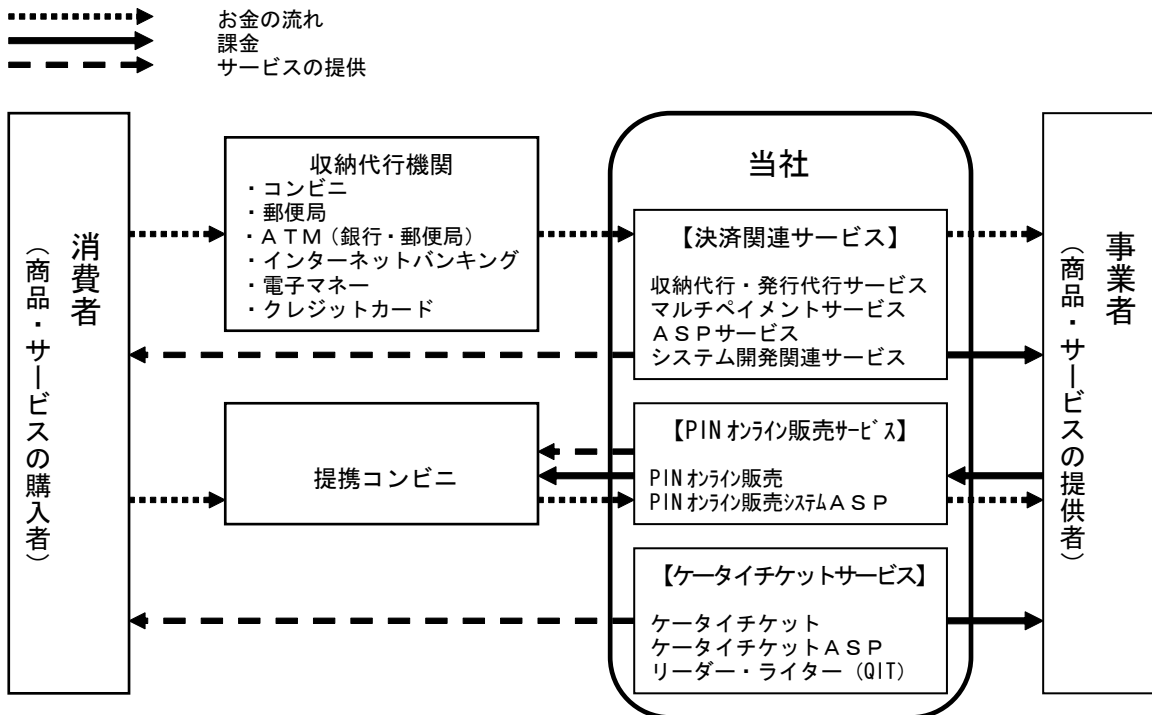 お金の流れ
課金
サービスの提供
消費者
（商品・サービスの購入者）
収納代行機関
・コンビニ
・郵便局
・ＡＴＭ（銀行・郵便局）
・インターネットバンキング
・電子マネー
・クレジットカード
提携コンビニ
当社
【決済関連サービス】
収納代行・発行代行サービス
マルチペイメントサービス
ＡＳＰサービス
システム開発関連サービス
【PINｵﾝﾗｲﾝ販売ｻｰﾋﾞｽ】
PINｵﾝﾗｲﾝ販売
PINｵﾝﾗｲﾝ販売ｼｽﾃﾑＡＳＰ
【ケータイチケットサービス】
ケータイチケット
ケータイチケットＡＳＰ
リーダー・ライター（QIT）
事業者
（商品・サービスの提供者）